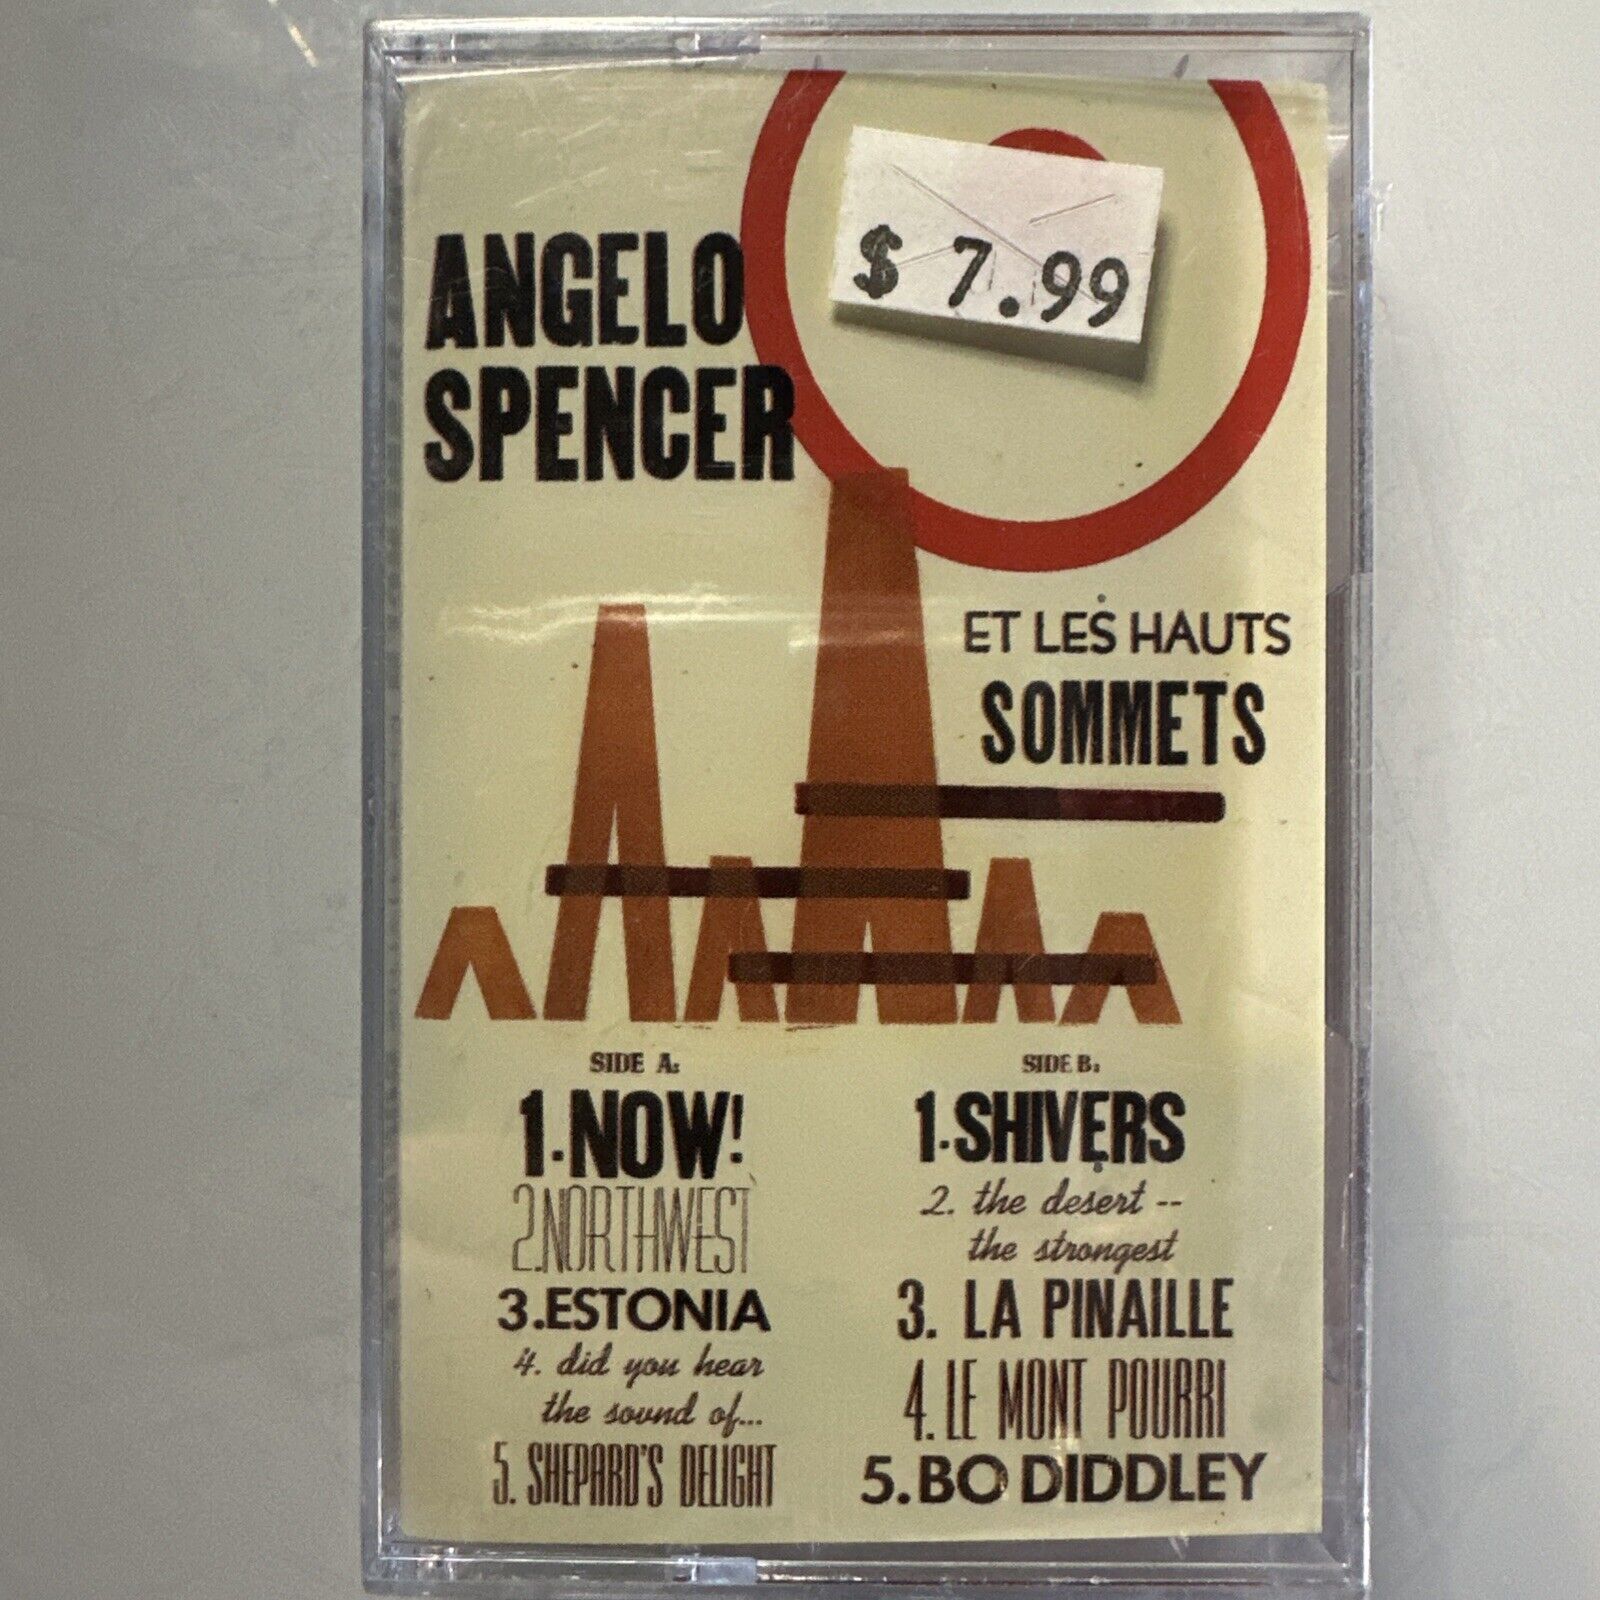 $ 7.99
ANGELO
SPENCER
ET LES HAUTS
SOMMETS
SIDE A:
1.NOW!
2.NORTHWEST
3.ESTONIA
4. did you hear
the sound of...
5. SHEPARD'S DELIGHT
SIDE B:
1.SHIVERS
2. the desert --
the strongest
3. LA PINAILLE
4. LE MONT POURRI
5.BO DIDDLEY